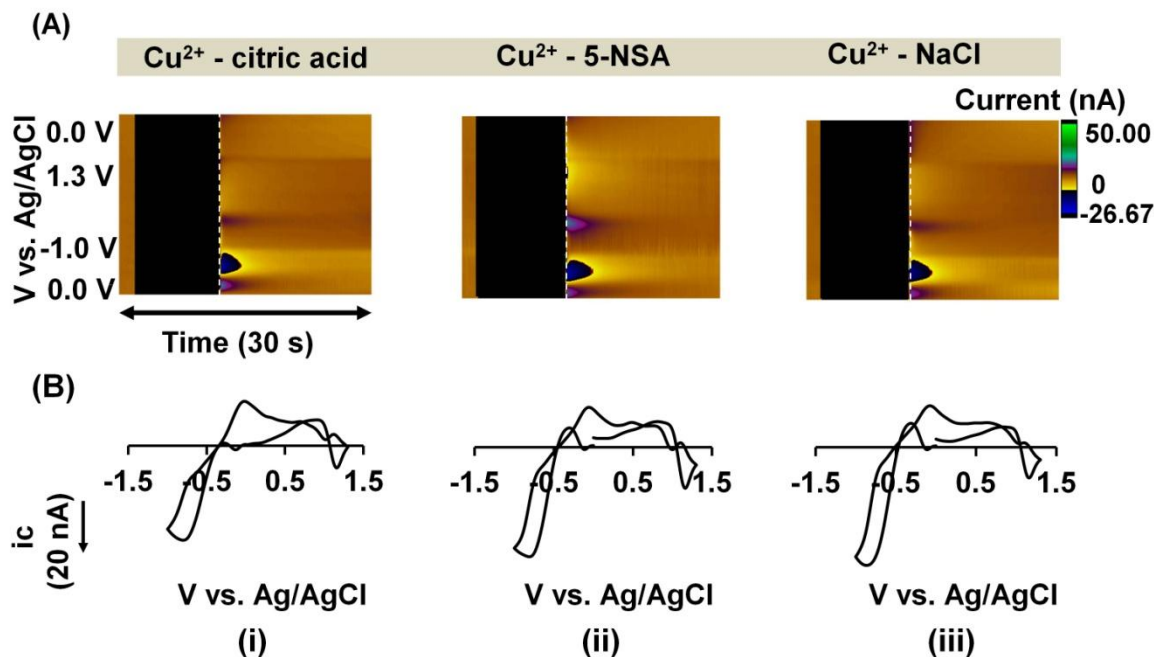 (A)
Cu²⁺ - citric acid Cu²⁺ - 5-NSA Cu²⁺ - NaCl
Current (nA)
V vs. Ag/AgCl
0.0 V
1.3 V
-1.0 V
0.0 V
50.00
0
-26.67
Time (30 s)
(B)
-1.5 -0.5 0.5 1.5
-1.5 -0.5 0.5 1.5
-1.5 -0.5 0.5 1.5
ic
(20 nA)
V vs. Ag/AgCl V vs. Ag/AgCl V vs. Ag/AgCl
(i) (ii) (iii)